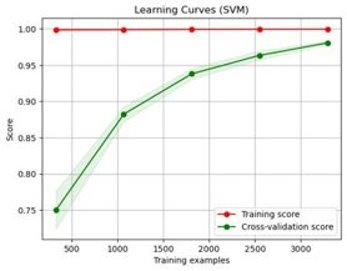 Learning Curves (SVM)
1.00
0.95
0.90
0.85
0.80
0.75
Score
Training score
Cross-validation score
500 1000 1500 2000 2500 3000
Training examples